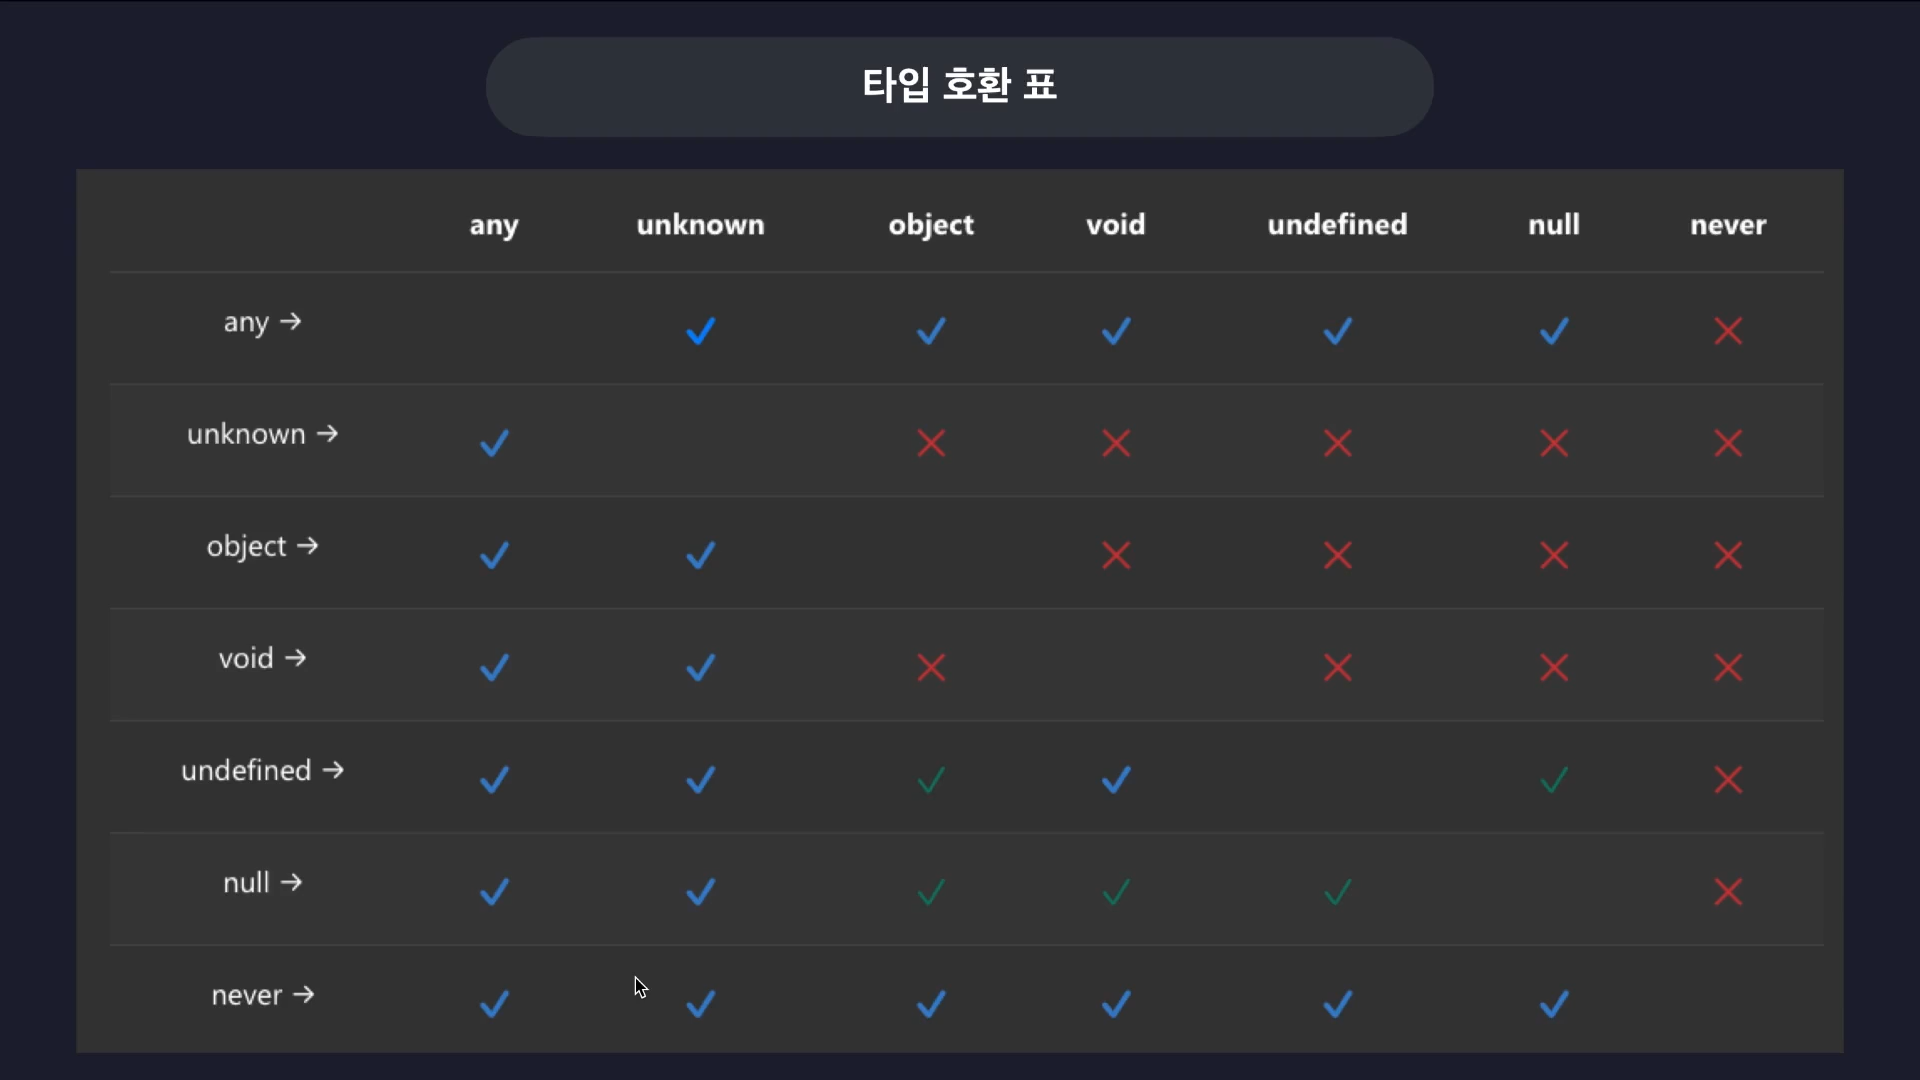 타입 호환 표
any unknown object void undefined null never
any → ✓ ✓ ✓ ✓ ✓ ✕
unknown → ✓ ✕ ✕ ✕ ✕ ✕
object → ✓ ✓ ✕ ✕ ✕ ✕
void → ✓ ✓ ✕ ✕ ✕ ✕
undefined → ✓ ✓ ✓ ✓ ✓ ✕
null → ✓ ✓ ✓ ✓ ✓ ✕
never → ✓ ✓ ✓ ✓ ✓ ✓